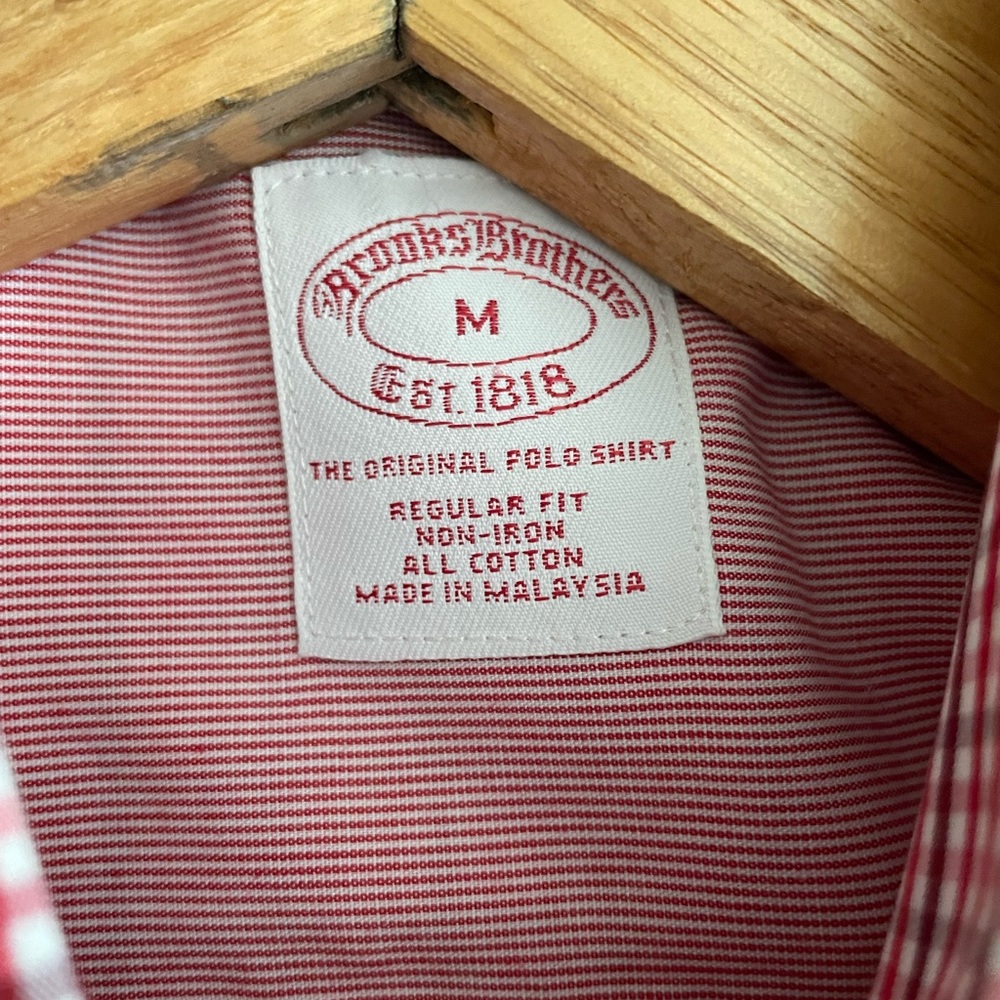 Brooks Brothers
M
Est. 1818
THE ORIGINAL POLO SHIRT
REGULAR FIT
NON-IRON
ALL COTTON
MADE IN MALAYSIA